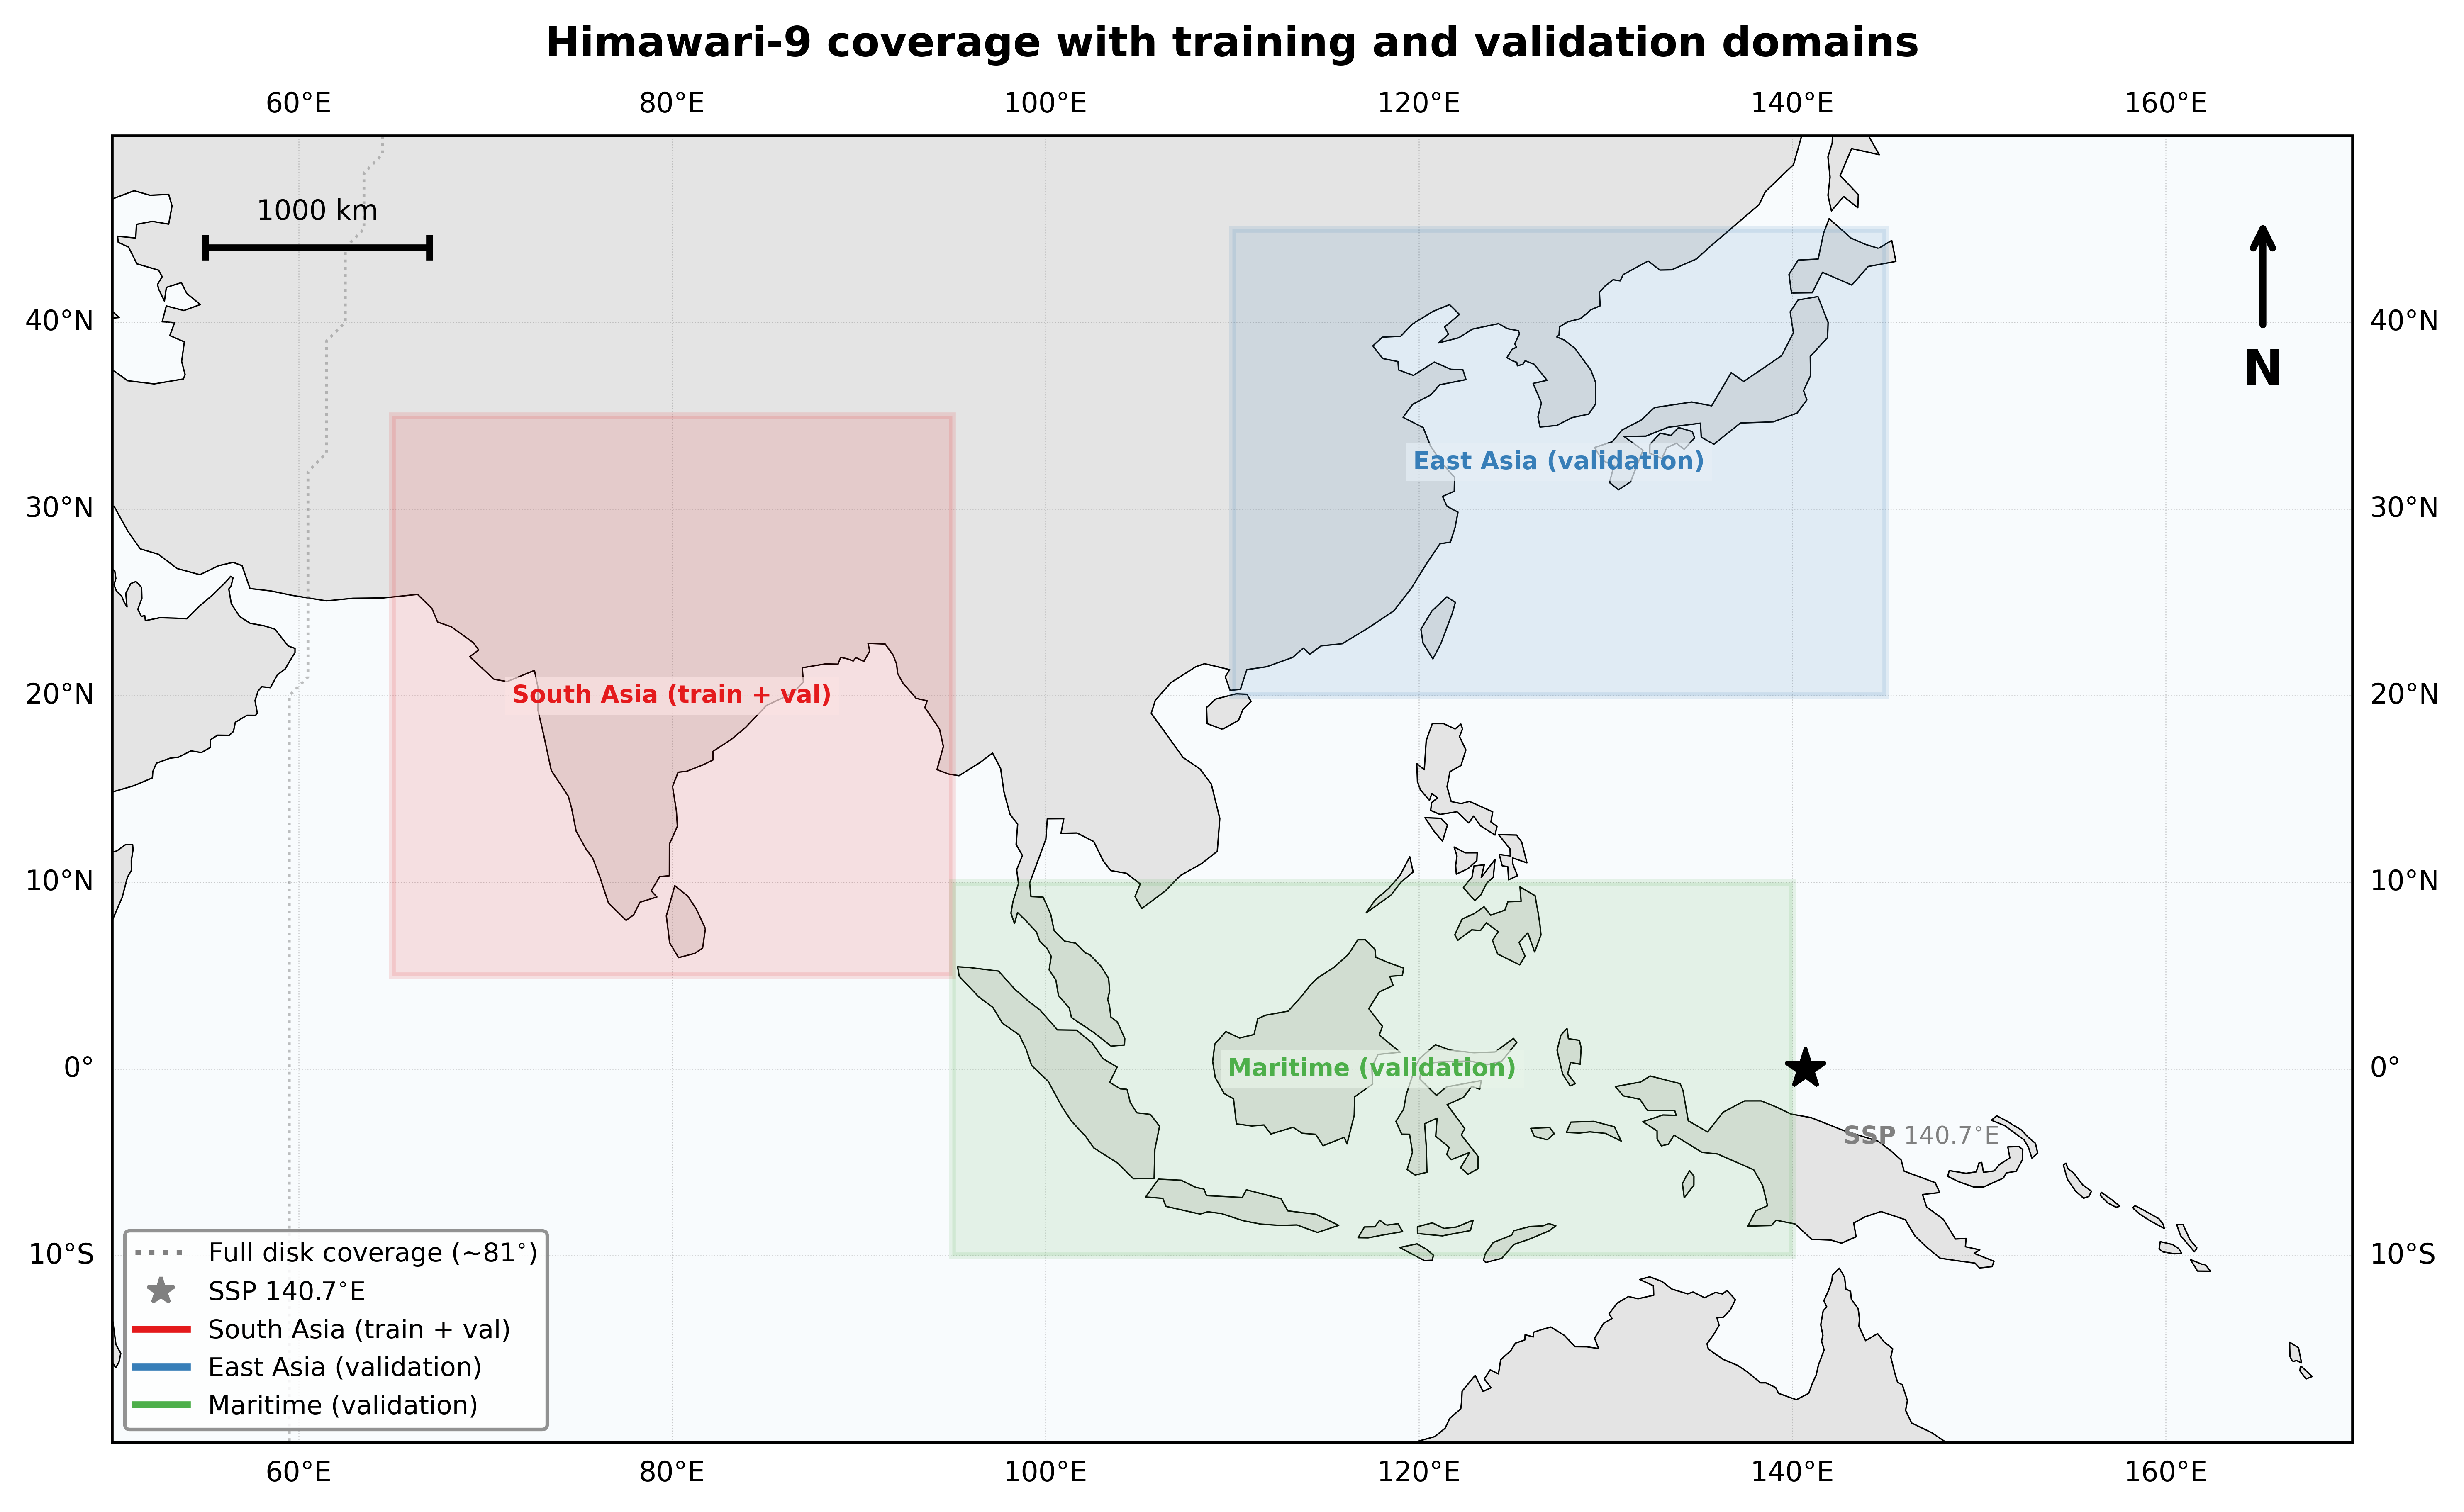 Himawari-9 coverage with training and validation domains
60°E 80°E 100°E 120°E 140°E 160°E
1000 km
N
40°N 40°N
East Asia (validation)
30°N 30°N
South Asia (train + val)
20°N 20°N
10°N 10°N
Maritime (validation)
0° 0°
SSP 140.7°E
10°S 10°S
Full disk coverage (~81°)
SSP 140.7°E
South Asia (train + val)
East Asia (validation)
Maritime (validation)
60°E 80°E 100°E 120°E 140°E 160°E